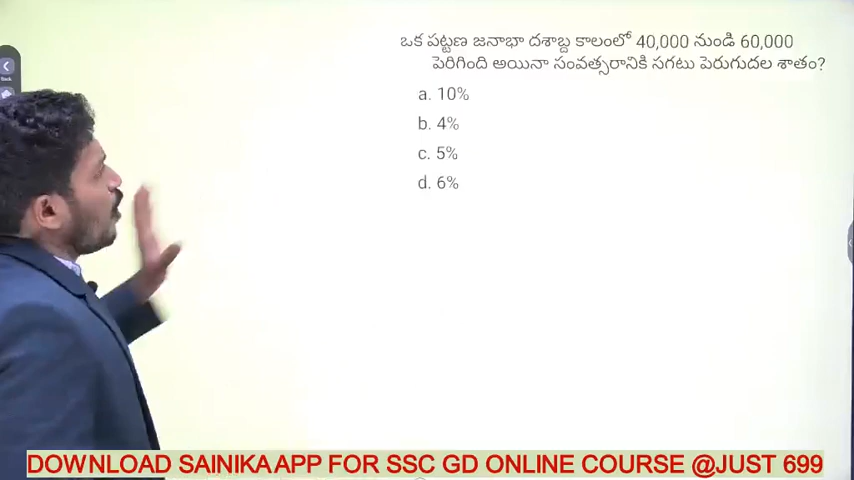 ఒక పట్టణ జనాభా దశాబ్ద కాలంలో 40,000 నుండి 60,000
పెరిగింది అయినా సంవత్సరానికి సగటు పెరుగుదల శాతం?
a. 10%
b. 4%
c. 5%
d. 6%
Back
DOWNLOAD SAINIKA APP FOR SSC GD ONLINE COURSE @JUST 699